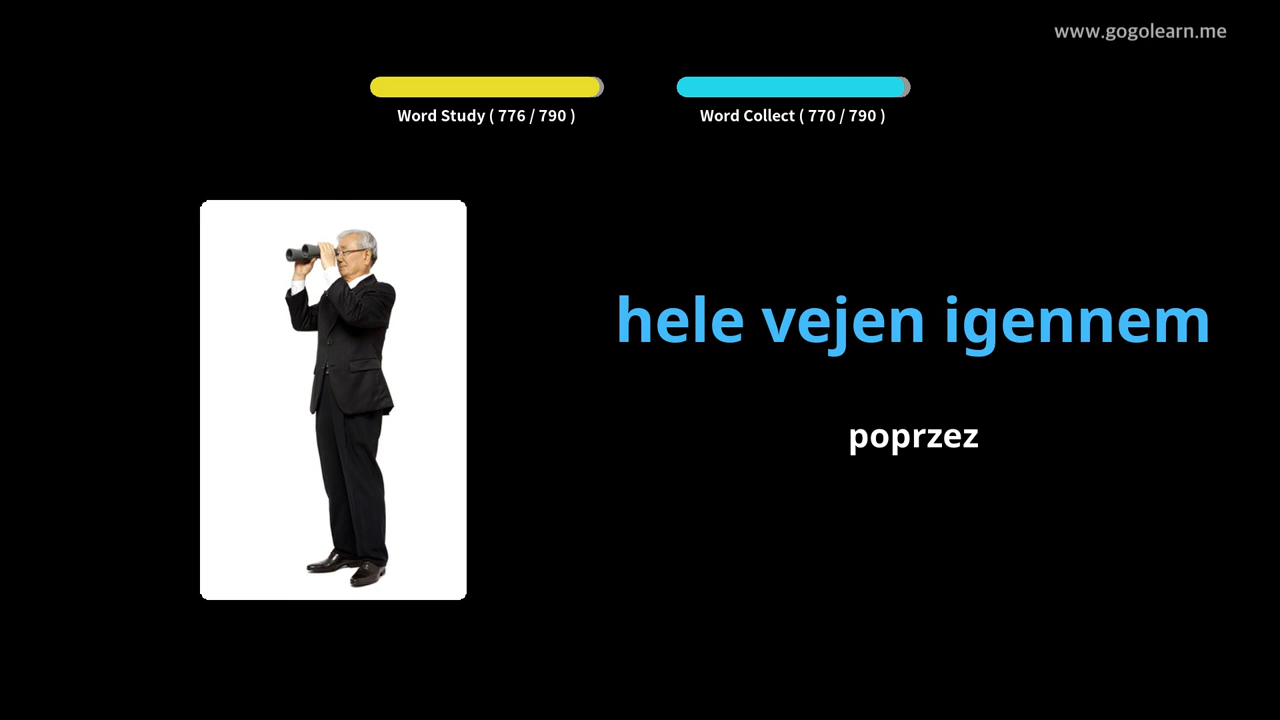 www.gogolearn.me
Word Study ( 776 / 790 )
Word Collect ( 770 / 790 )
hele vejen igennem
poprzez